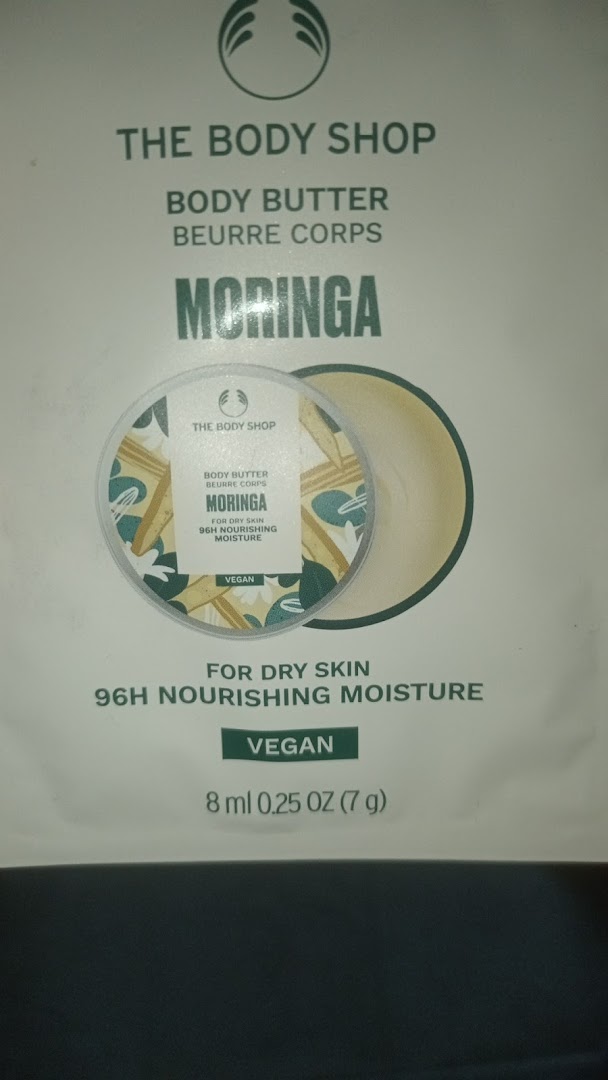 THE BODY SHOP
BODY BUTTER
BEURRE CORPS
MORINGA
THE BODY SHOP
BODY BUTTER
BEURRE CORPS
MORINGA
FOR DRY SKIN
96H NOURISHING
MOISTURE
VEGAN
FOR DRY SKIN
96H NOURISHING MOISTURE
VEGAN
8 ml 0.25 OZ (7 g)